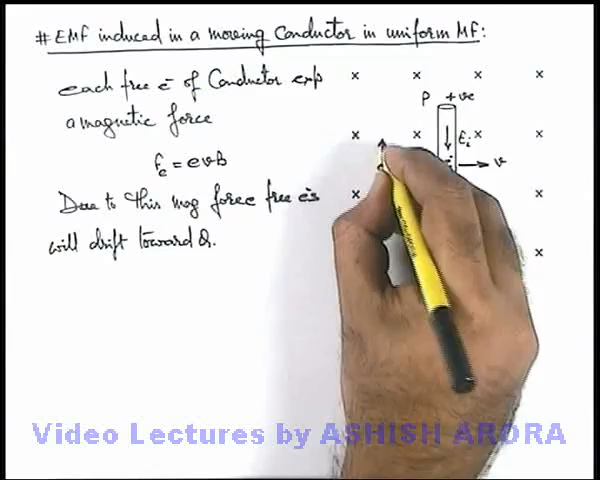 # EMF induced in a moving Conductor in uniform MF:
each free e⁻ of Conductor exp
a magnetic force
Fe = evB
Due to this mag force free e⁻s
will drift toward Q.
P +ve
Ei
v
Video Lectures by ASHISH ARORA